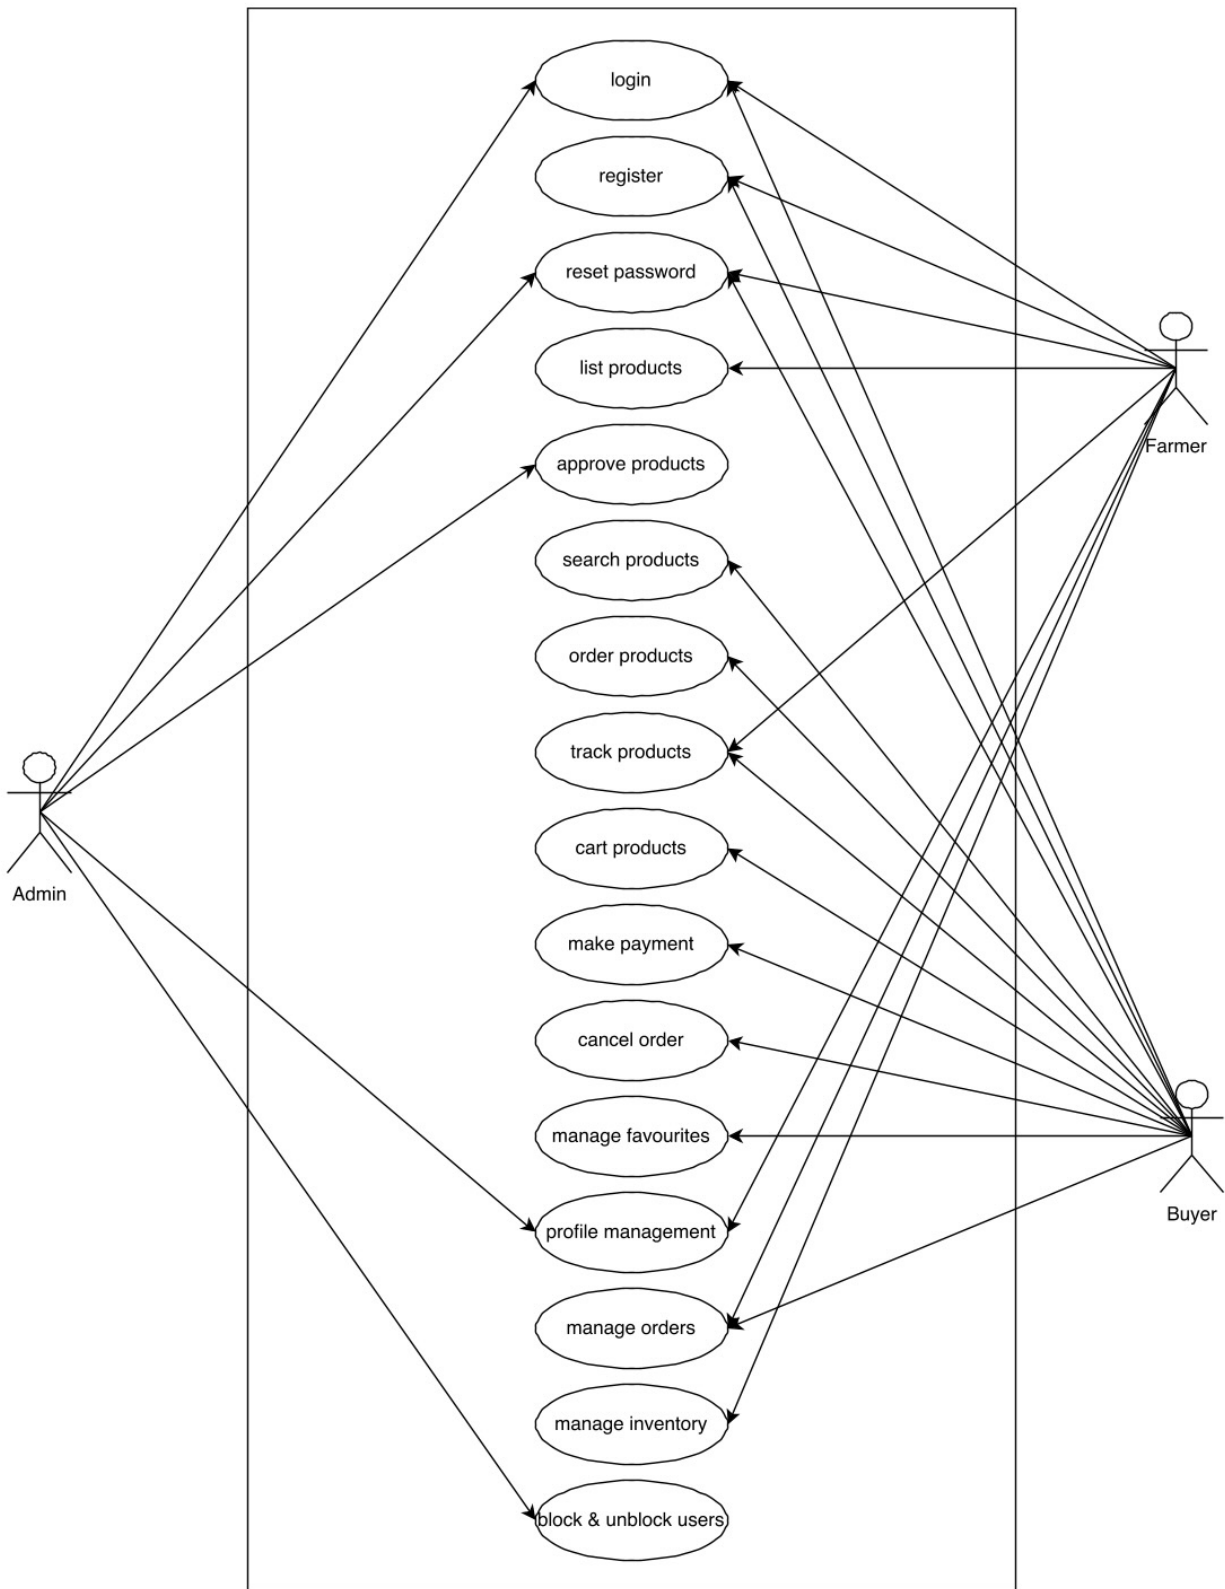 login
register
reset password
list products
Farmer
approve products
search products
order products
track products
cart products
Admin
make payment
cancel order
manage favourites
Buyer
profile management
manage orders
manage inventory
block & unblock users